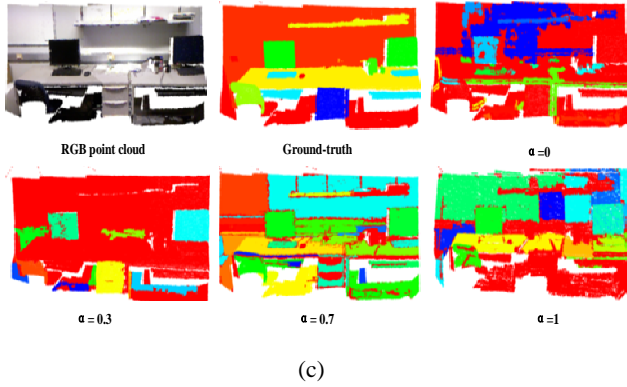 RGB point cloud
Ground-truth
α =0
α = 0.3
α = 0.7
α =1
(c)